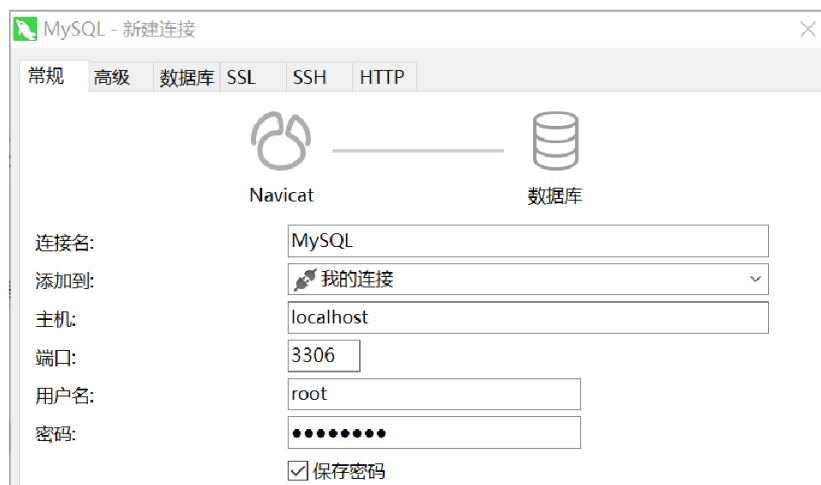 MySQL - 新建连接
常规 高级 数据库 SSL SSH HTTP
Navicat 数据库
连接名: MySQL
添加到: 我的连接
主机: localhost
端口: 3306
用户名: root
密码: ●●●●●●●●
保存密码